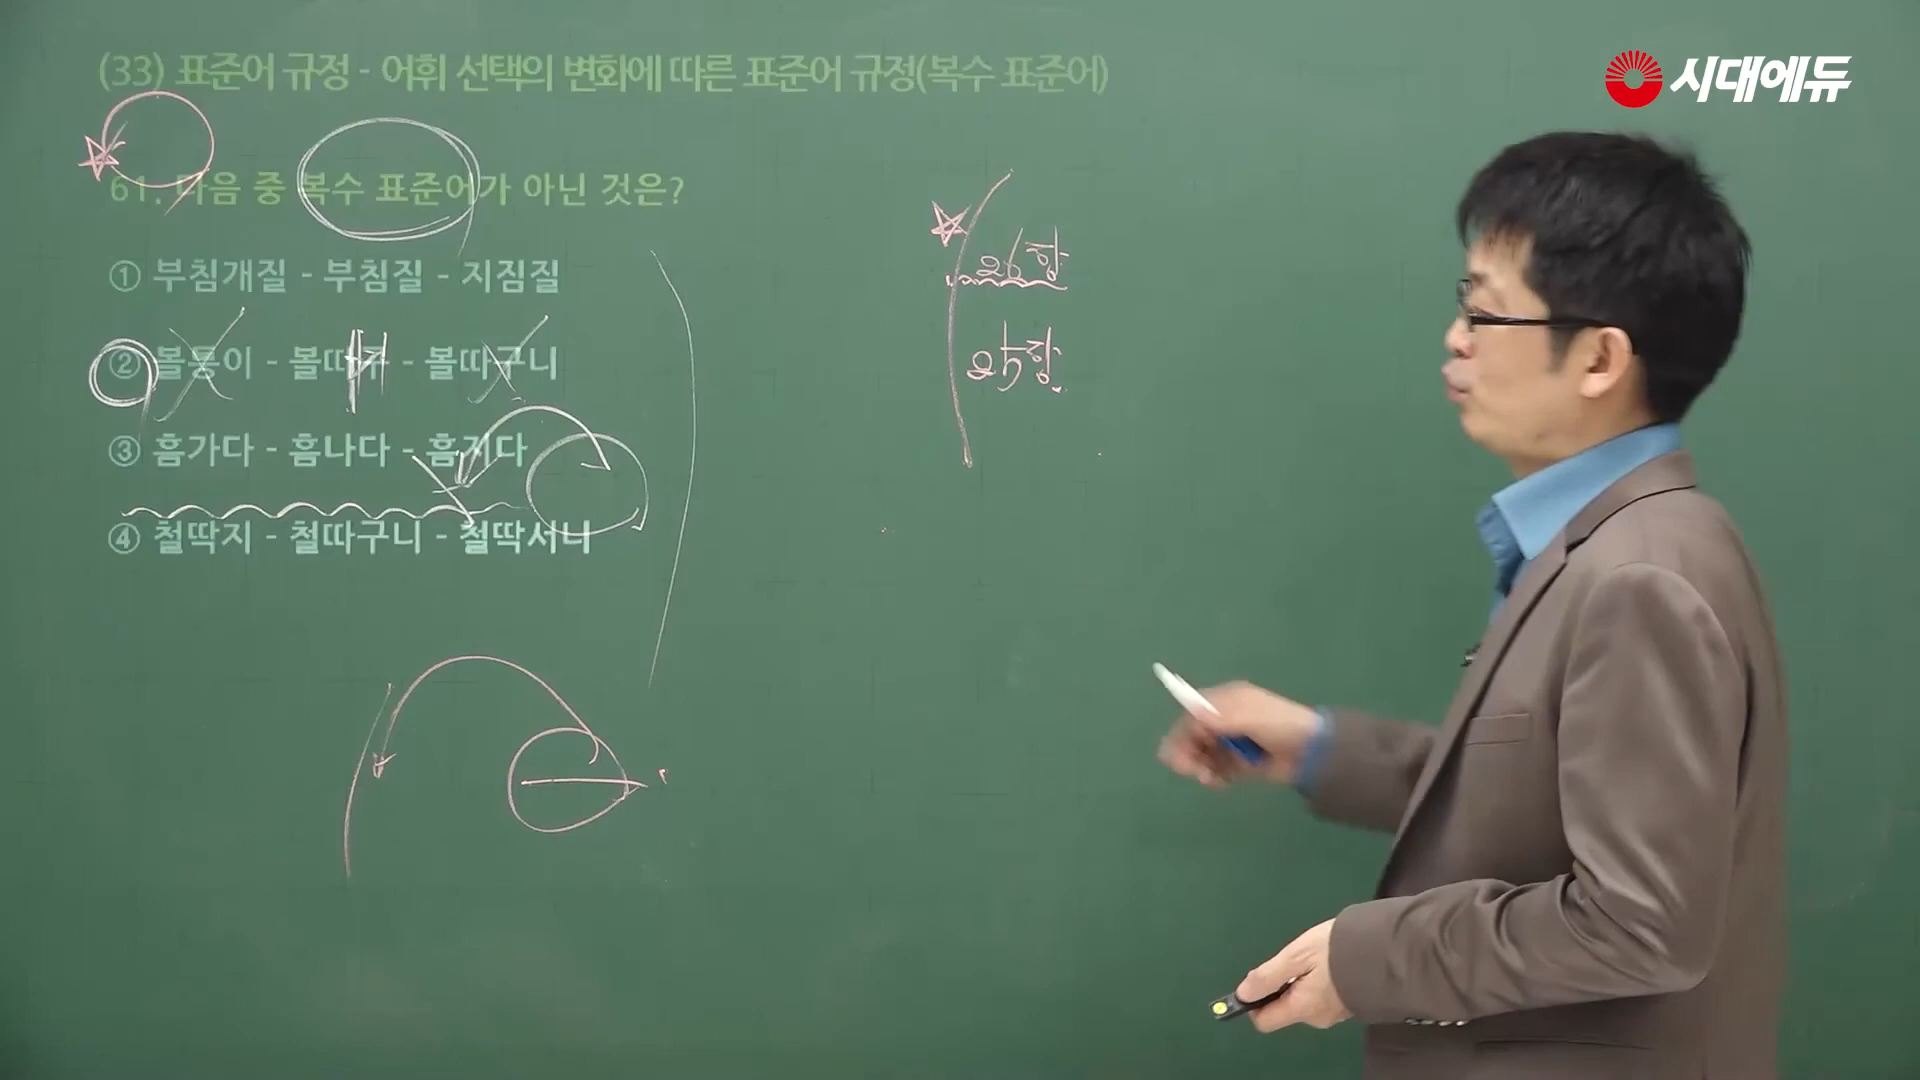 (33) 표준어 규정 - 어휘 선택의 변화에 따른 표준어 규정(복수 표준어)
시대에듀
61. 다음 중 복수 표준어가 아닌 것은?
① 부침개질 - 부침질 - 지짐질
② 볼퉁이 - 볼따구 - 볼따구니
③ 흠가다 - 흠나다 - 흠지다
④ 철딱지 - 철따구니 - 철딱서니
26항
25항